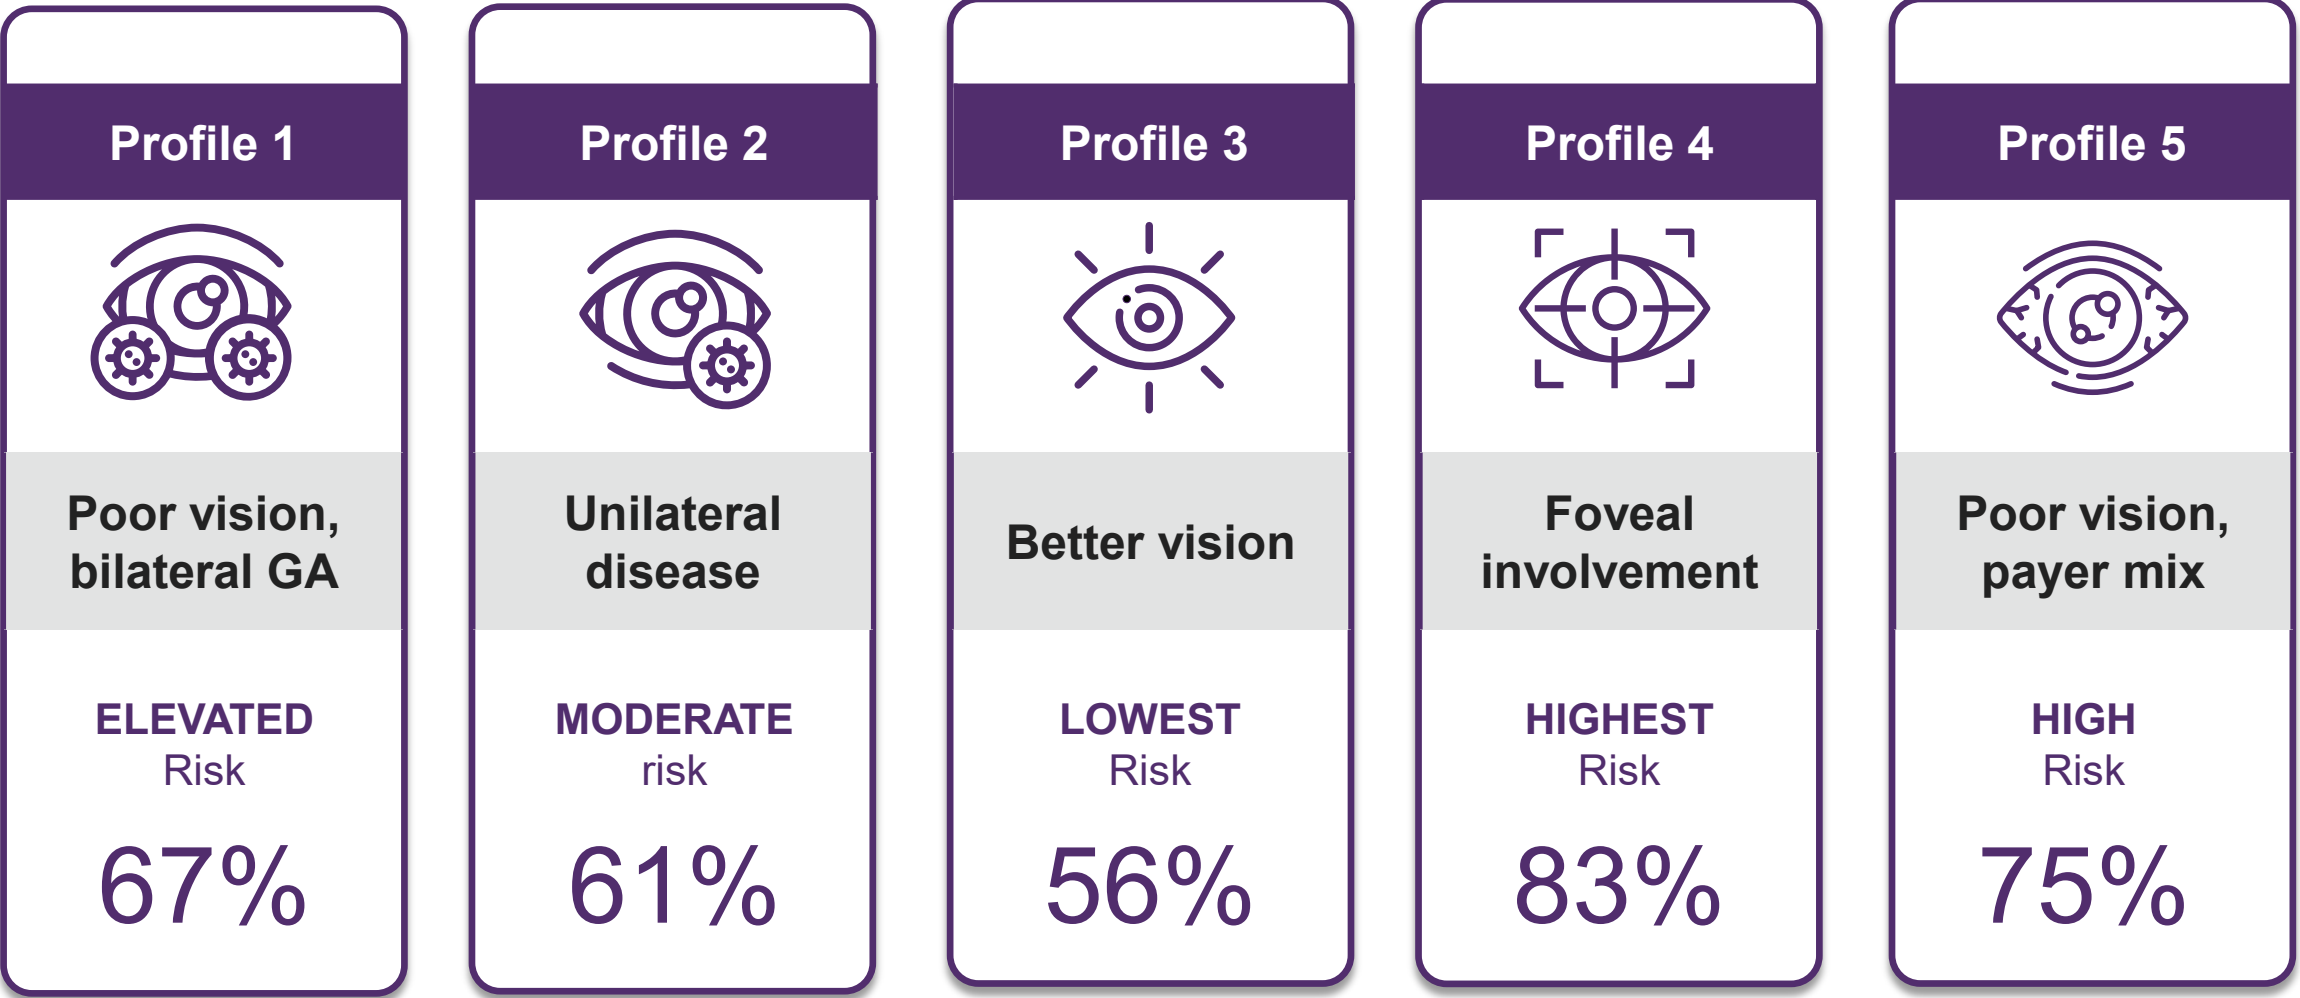 Profile 1
Poor vision,
bilateral GA
ELEVATED
Risk
67%
Profile 2
Unilateral
disease
MODERATE
risk
61%
Profile 3
Better vision
LOWEST
Risk
56%
Profile 4
Foveal
involvement
HIGHEST
Risk
83%
Profile 5
Poor vision,
payer mix
HIGH
Risk
75%